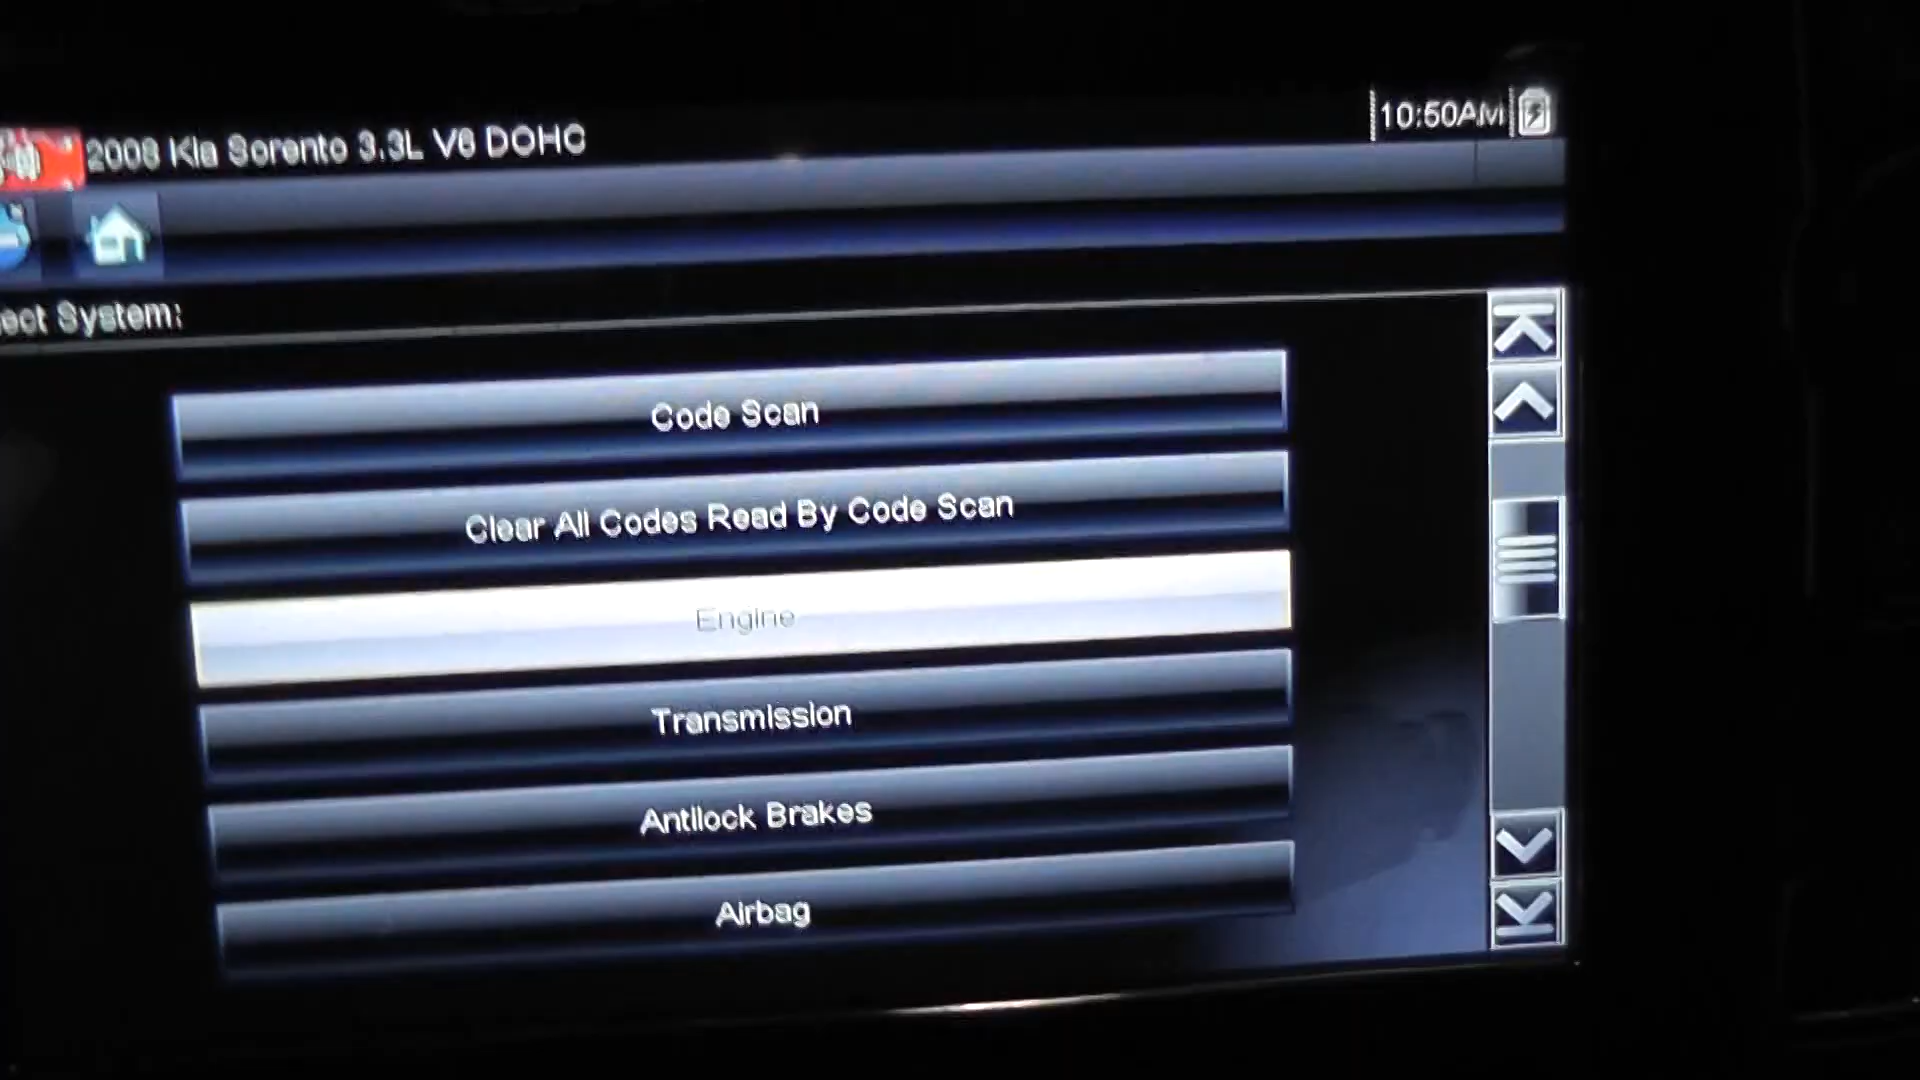 2008 Kia Sorento 3.3L V6 DOHC
10:50AM
ect System:
Code Scan
Clear All Codes Read By Code Scan
Engine
Transmission
Antilock Brakes
Airbag